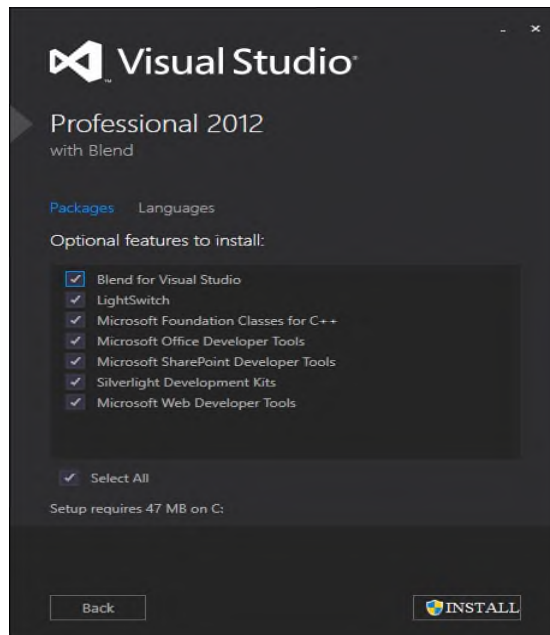 Visual Studio
Professional 2012
with Blend
Packages Languages
Optional features to install:
Blend for Visual Studio
LightSwitch
Microsoft Foundation Classes for C++
Microsoft Office Developer Tools
Microsoft SharePoint Developer Tools
Silverlight Development Kits
Microsoft Web Developer Tools
Select All
Setup requires 47 MB on C:
Back INSTALL